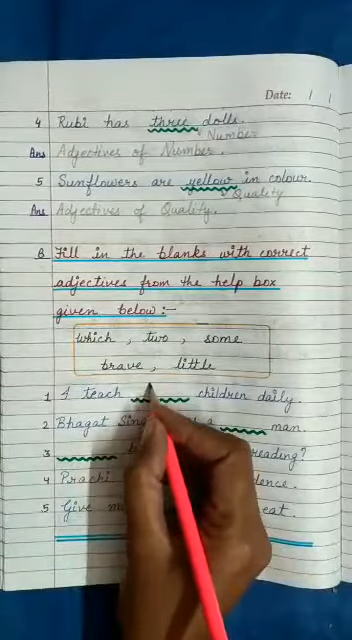 Date: / /
4 Rubi has three dolls.
Number
Ans Adjectives of Number.
5 Sunflowers are yellow in colour.
Quality
Ans Adjectives of Quality.
B Fill in the blanks with correct
adjectives from the help box
given below:-
which, two, some
brave, little
1 I teach children daily.
2 Bhagat a man.
3 reading?
4 Prachi
5 Give eat.